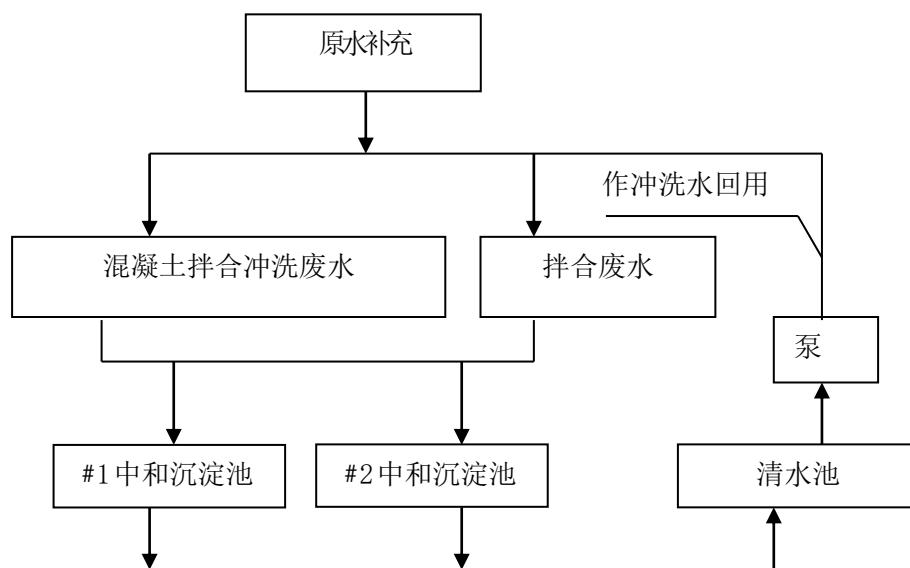 原水补充
作冲洗水回用
混凝土拌合冲洗废水
拌合废水
泵
#1中和沉淀池
#2中和沉淀池
清水池